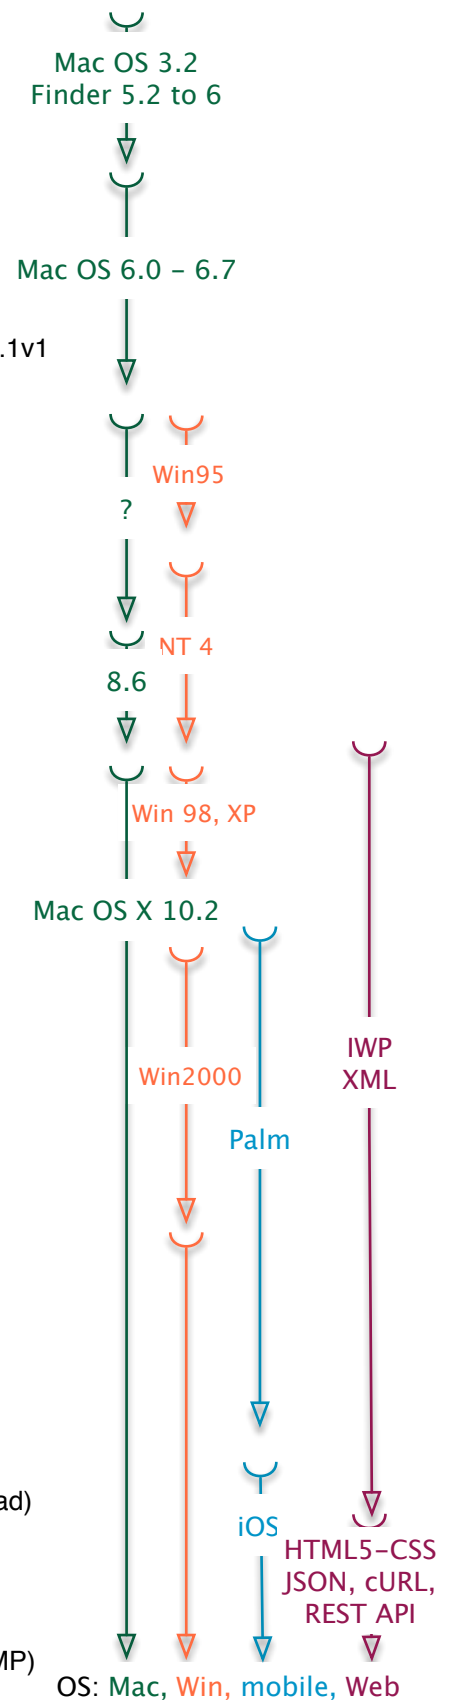 Mac OS 3.2
Finder 5.2 to 6
Mac OS 6.0 – 6.7
.1v1
Win95
?
NT 4
8.6
Win 98, XP
Mac OS X 10.2
IWP
XML
Win2000
Palm
ad)
iOS
HTML5-CSS
JSON, cURL,
REST API
MP)
OS: Mac, Win, mobile, Web